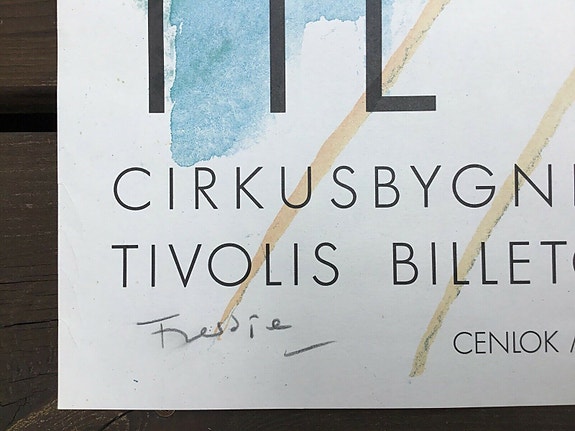 CIRKUSBYGN
TIVOLIS BILLET
Freddie
CENLOK /